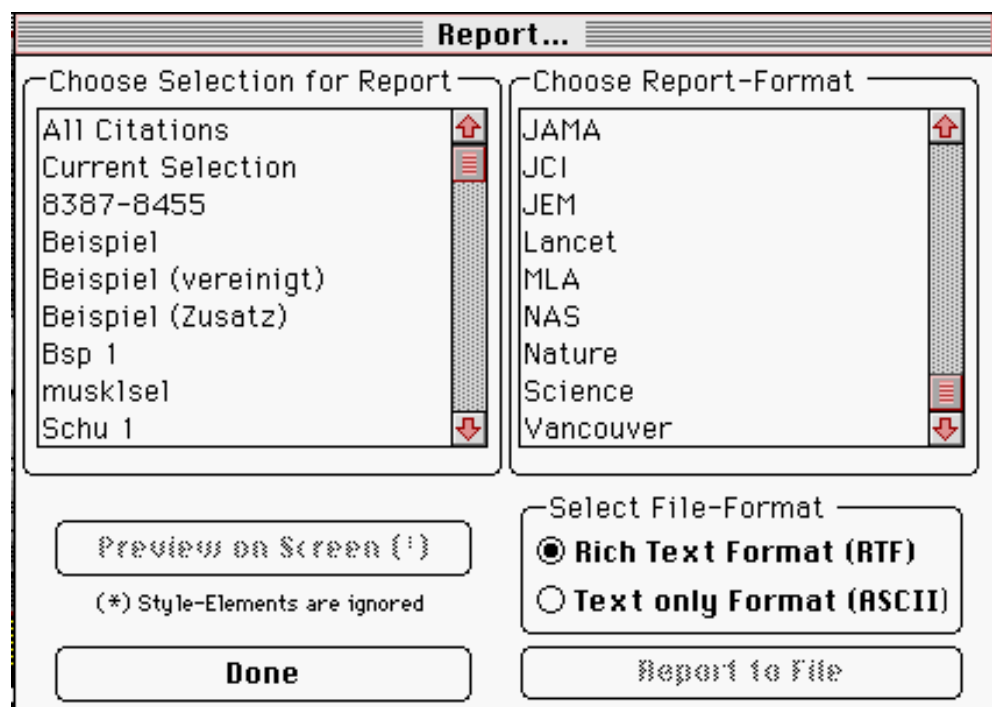 Report...
Choose Selection for Report
All Citations
Current Selection
8387-8455
Beispiel
Beispiel (vereinigt)
Beispiel (Zusatz)
Bsp 1
musklsel
Schu 1
Choose Report-Format
JAMA
JCI
JEM
Lancet
MLA
NAS
Nature
Science
Vancouver
Preview on Screen (*)
(*) Style-Elements are ignored
Done
Select File-Format
Rich Text Format (RTF)
Text only Format (ASCII)
Report to File